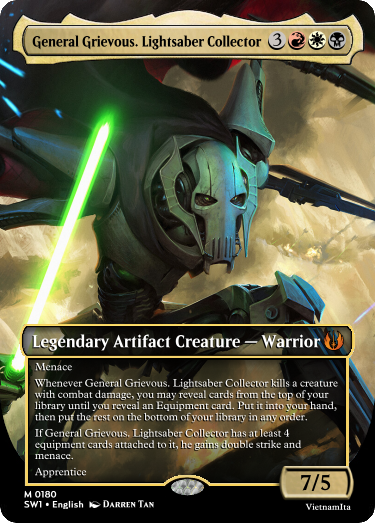 General Grievous. Lightsaber Collector 3
Legendary Artifact Creature — Warrior
Menace
Whenever General Grievous. Lightsaber Collector kills a creature
with combat damage, you may reveal cards from the top of your
library until you reveal an Equipment card. Put it into your hand,
then put the rest on the bottom of your library in any order.
If General Grievous. Lightsaber Collector has at least 4
equipment cards attached to it, he gains double strike and
menace.
Apprentice
7/5
M 0180
SW1 • English DARREN TAN
VietnamIta